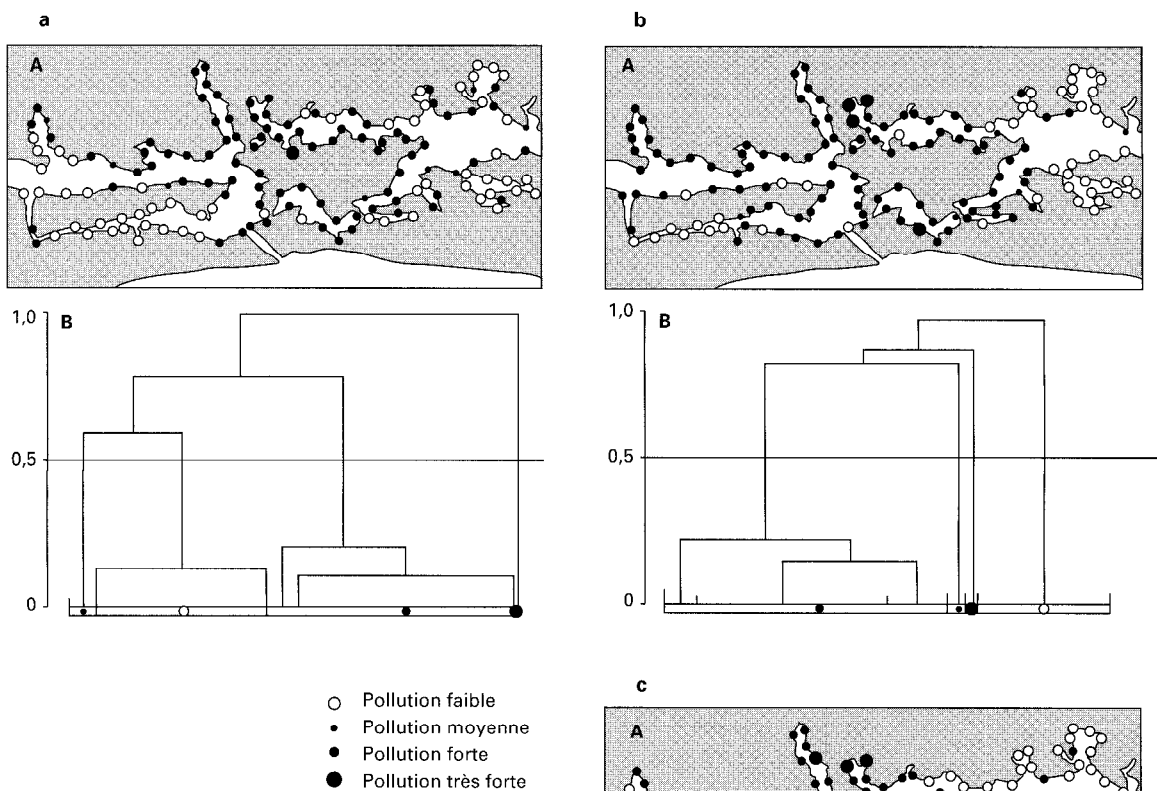 a
b
A
A
1,0
B
0,5
0
1,0
B
0,5
0
Pollution faible
Pollution moyenne
Pollution forte
Pollution très forte
c
A